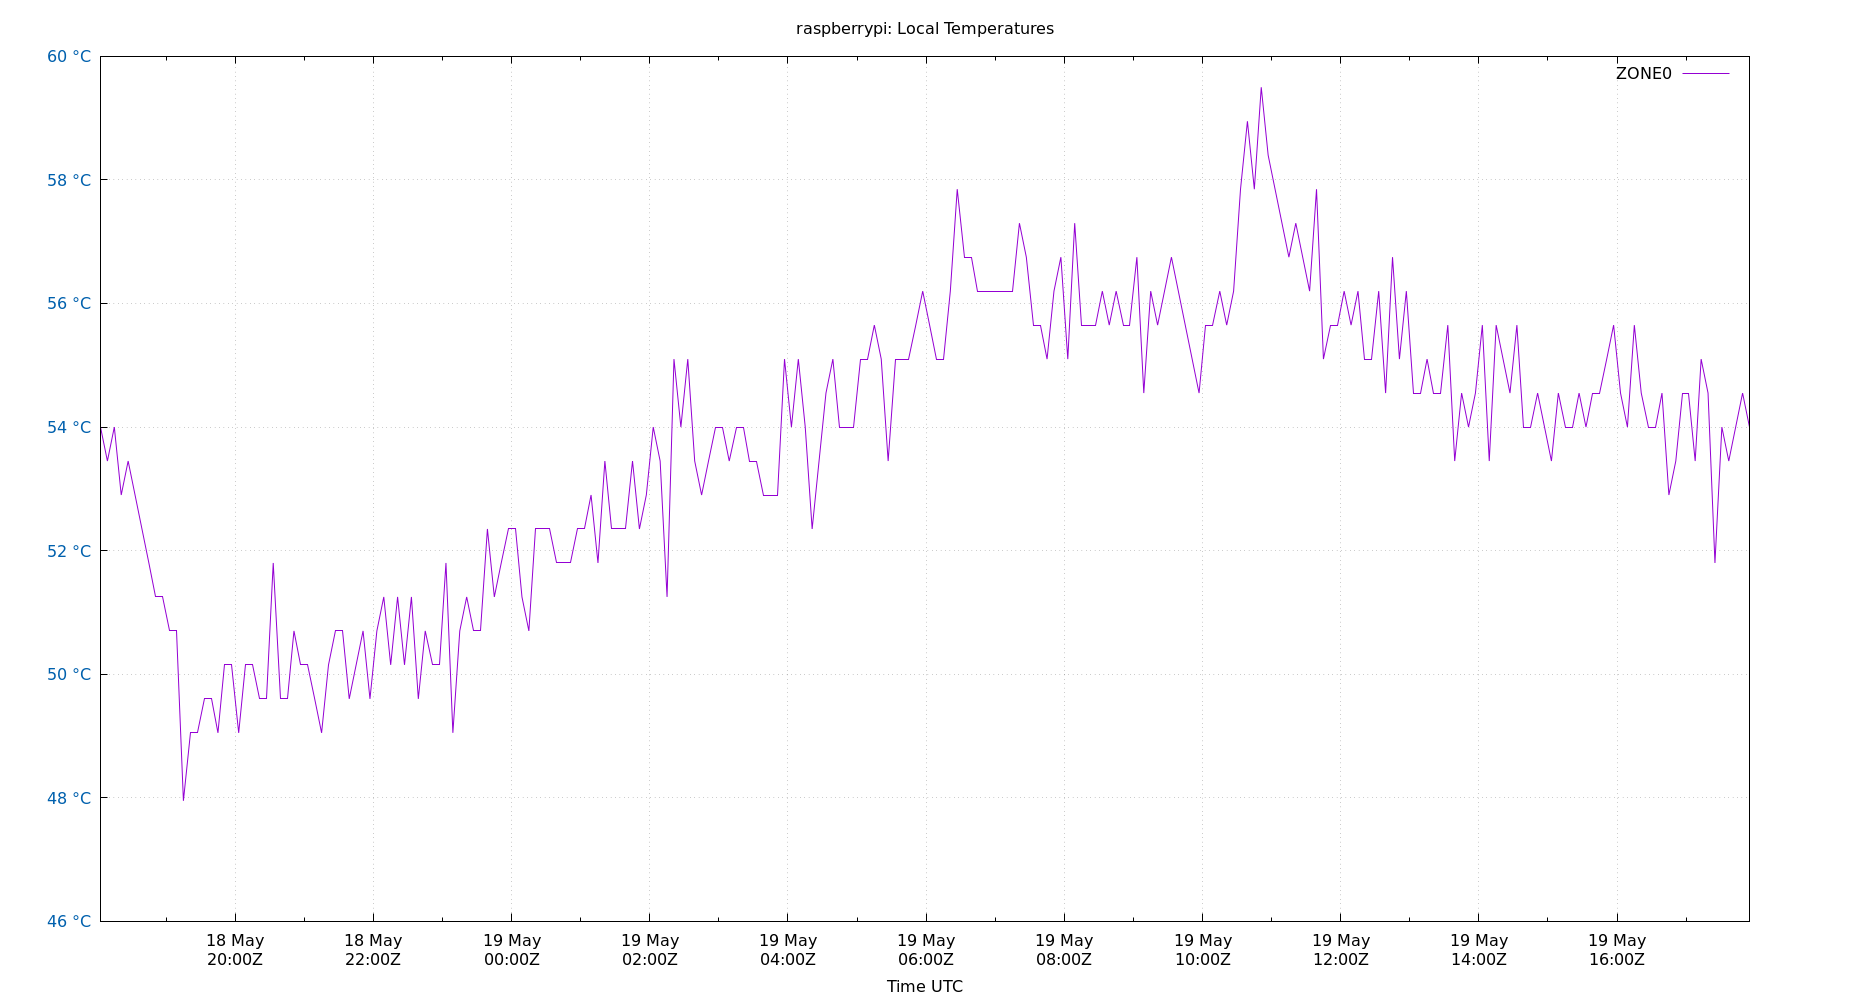 raspberrypi: Local Temperatures
60 °C
ZONE0
58 °C
56 °C
54 °C
52 °C
50 °C
48 °C
46 °C
18 May 18 May 19 May 19 May 19 May 19 May 19 May 19 May 19 May 19 May 19 May
20:00Z 22:00Z 00:00Z 02:00Z 04:00Z 06:00Z 08:00Z 10:00Z 12:00Z 14:00Z 16:00Z
Time UTC